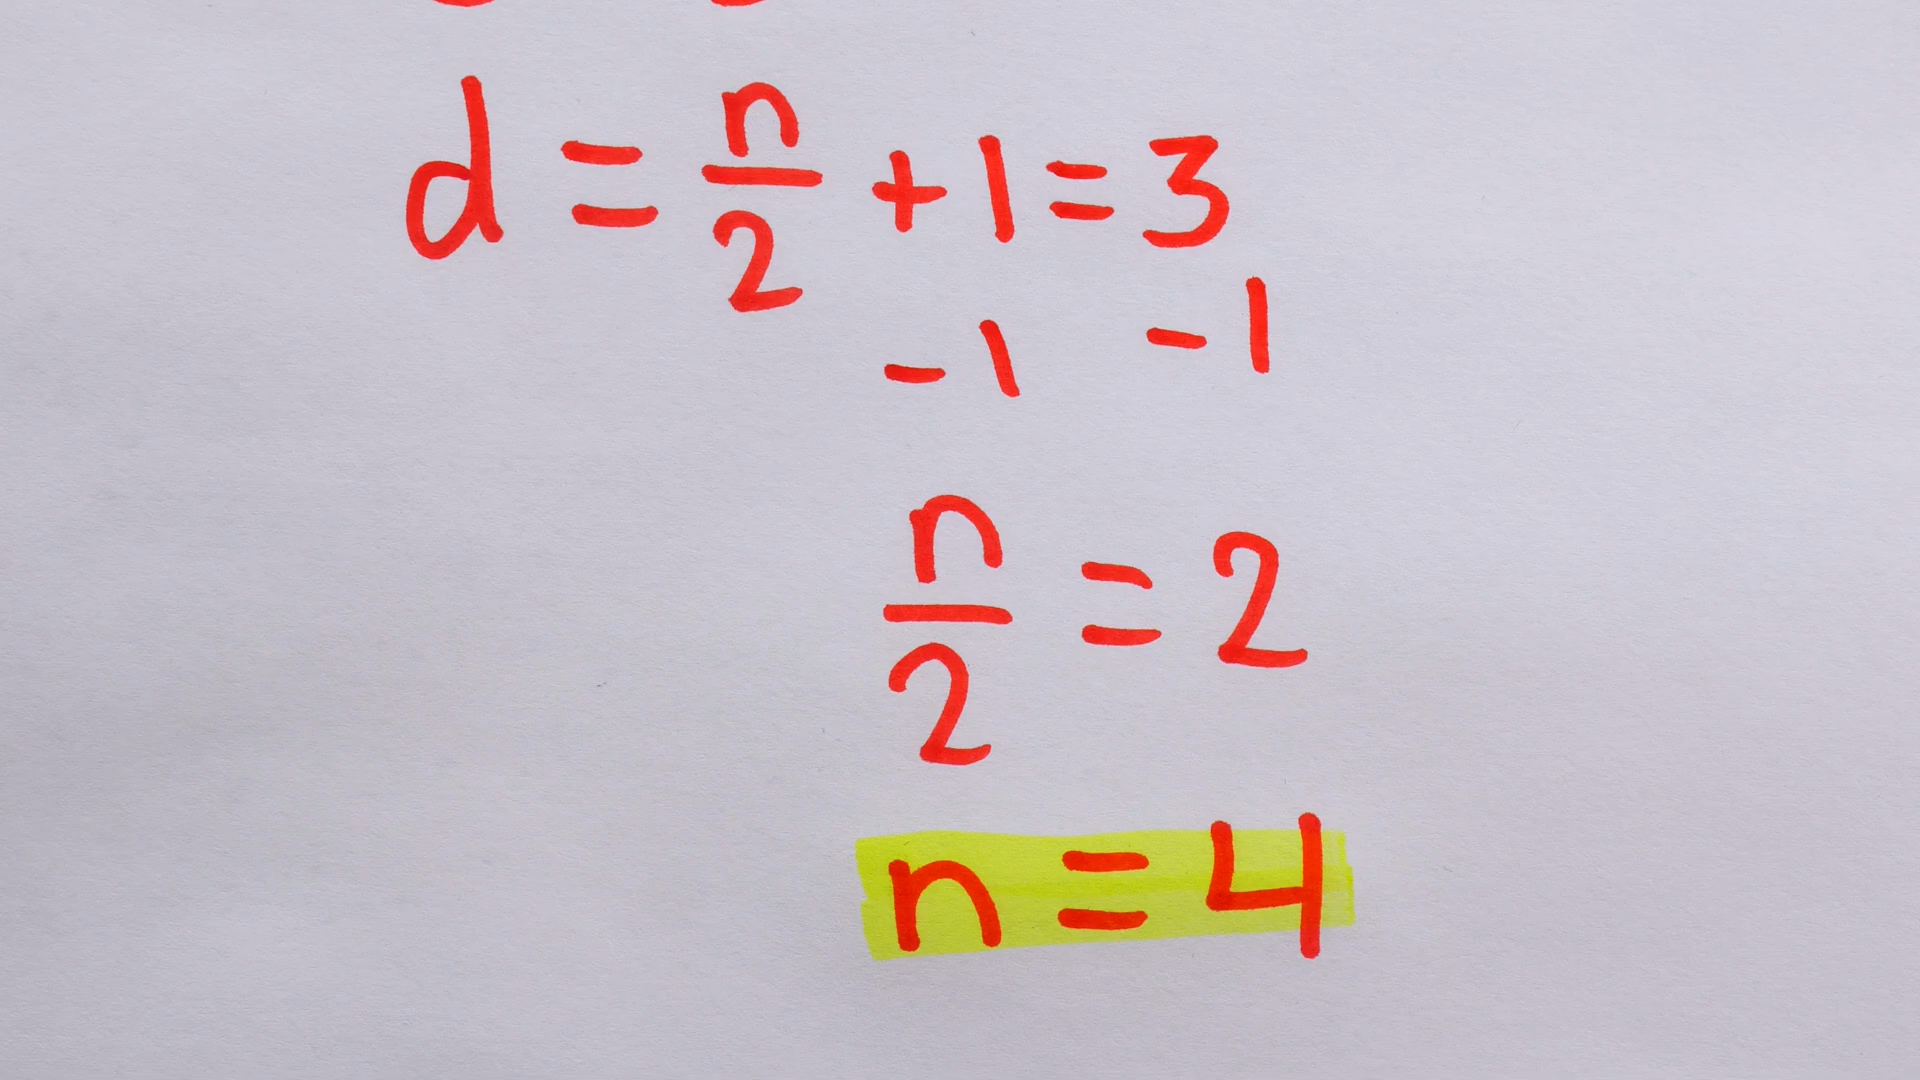 d = n/2 + 1 = 3
- 1 - 1
n/2 = 2
n = 4